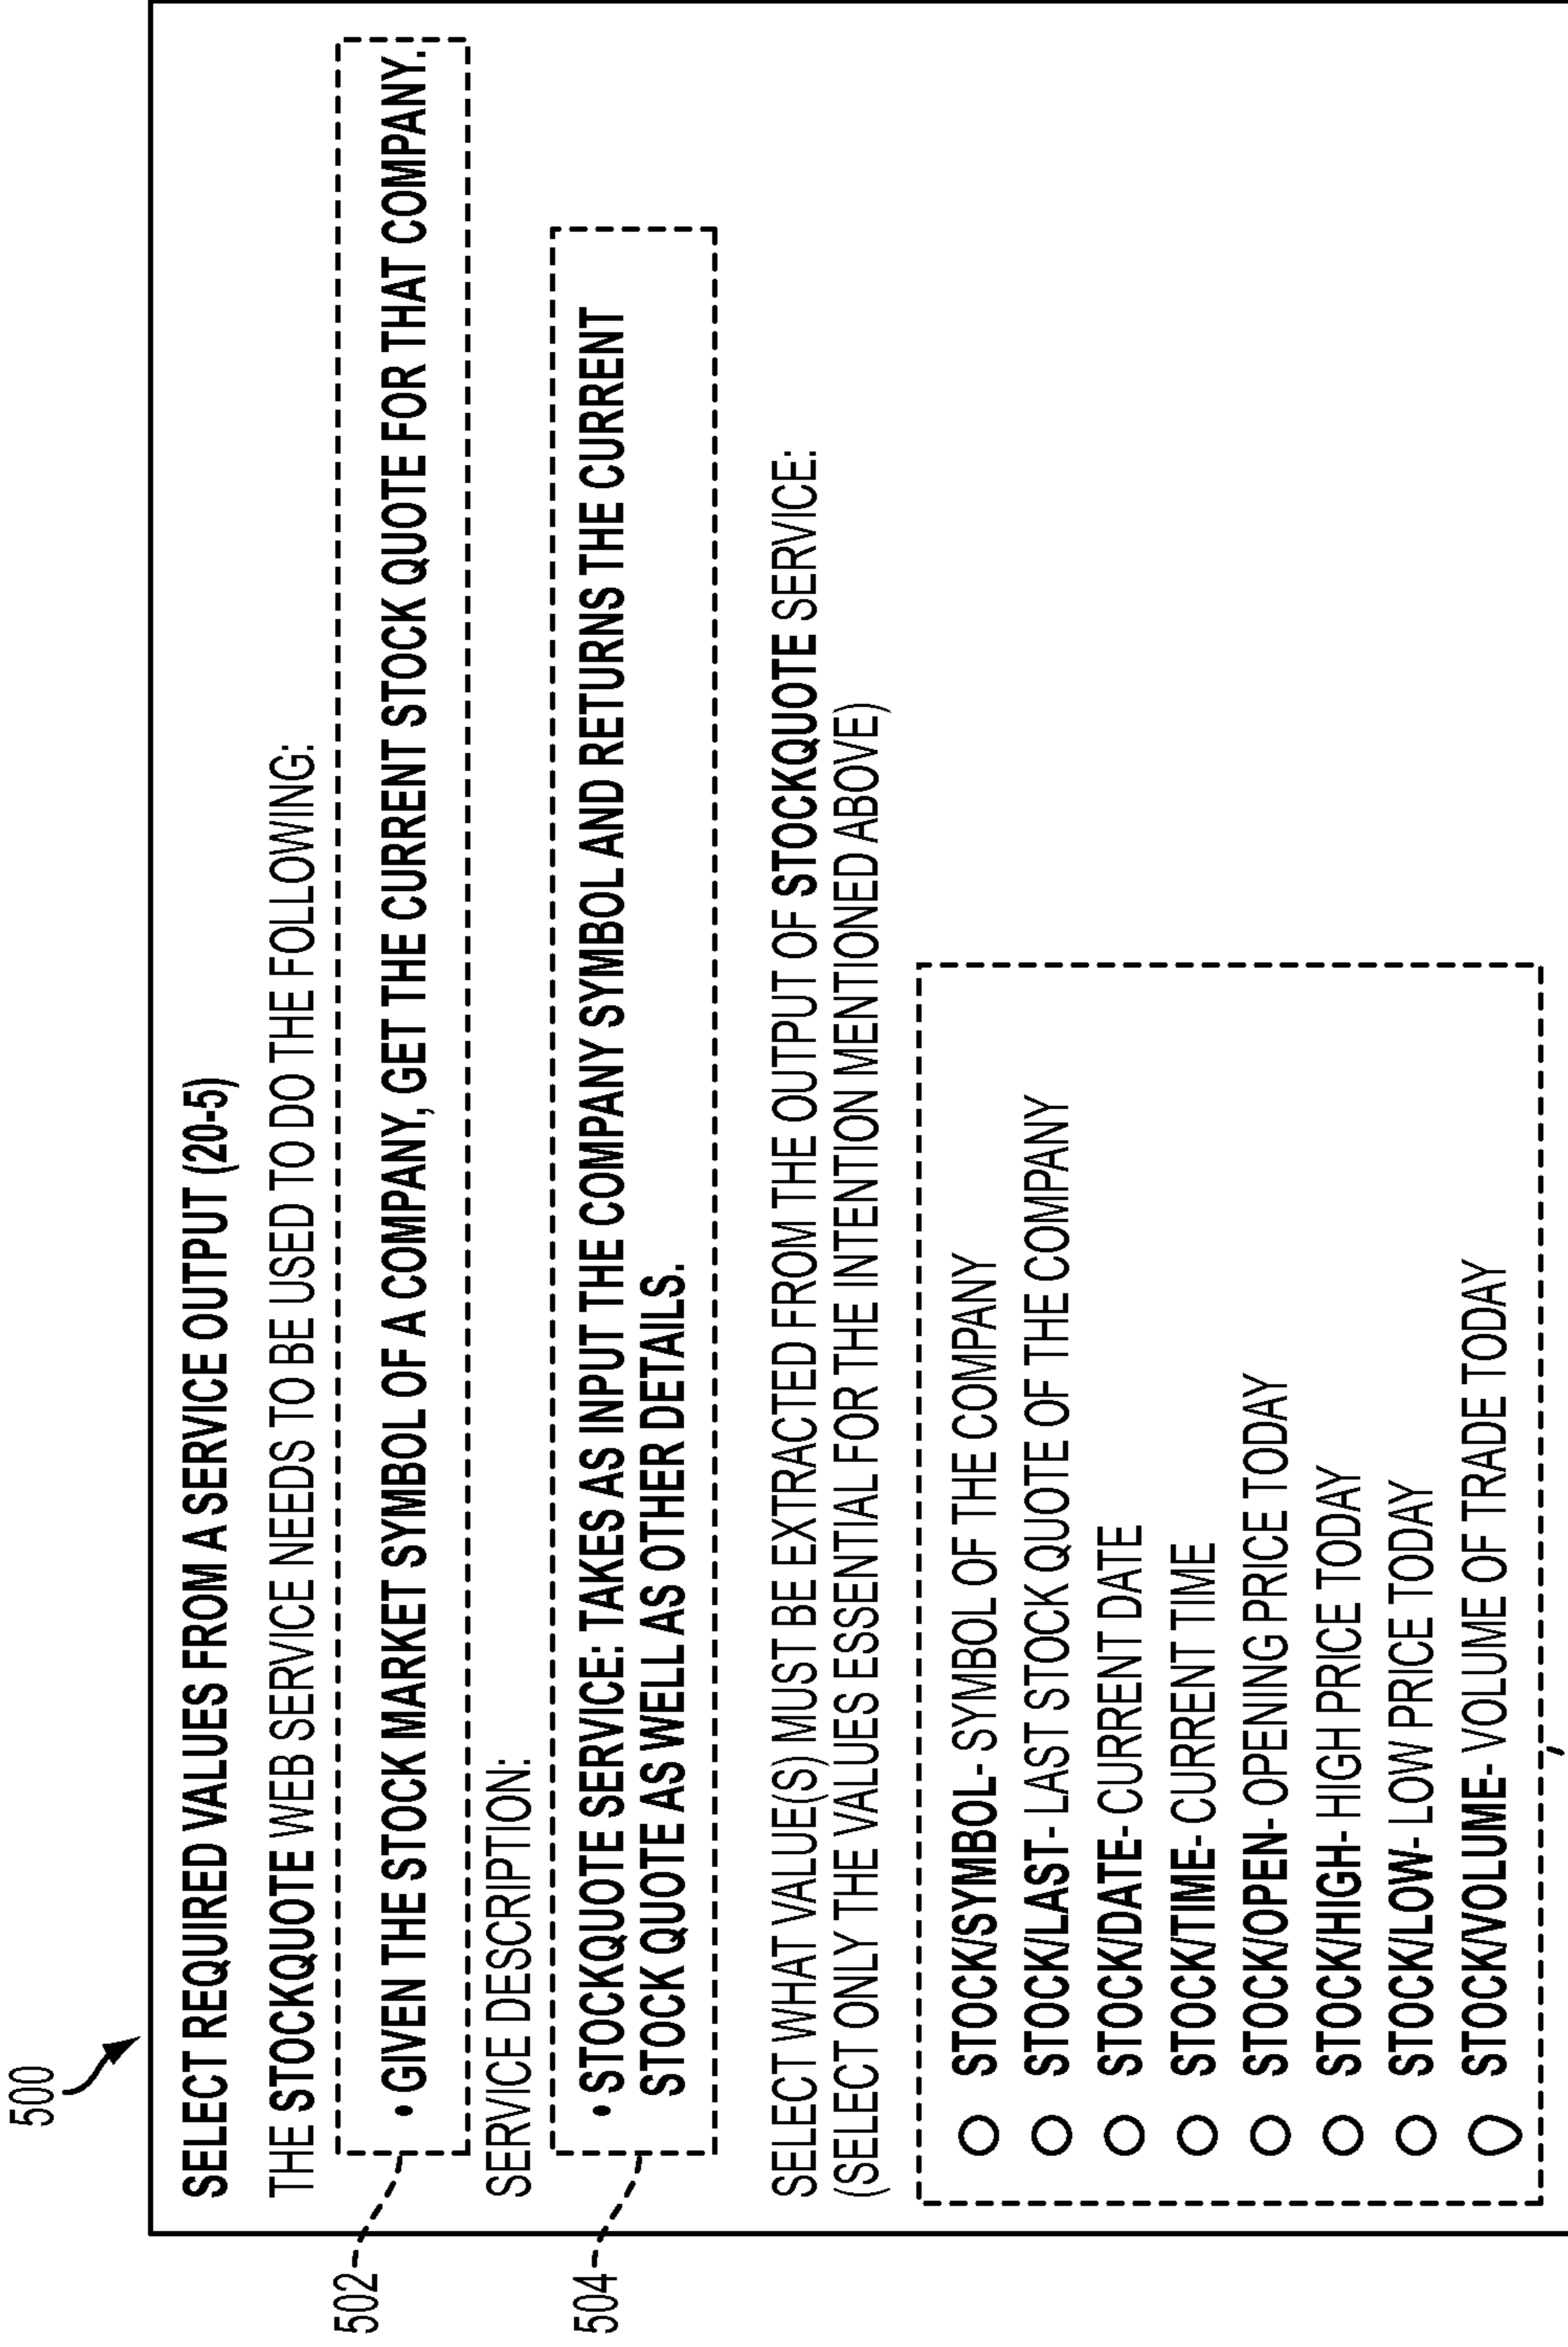 500
SELECT REQUIRED VALUES FROM A SERVICE OUTPUT (20-5)
THE STOCKQUOTE WEB SERVICE NEEDS TO BE USED TO DO THE FOLLOWING:
502
• GIVEN THE STOCK MARKET SYMBOL OF A COMPANY, GET THE CURRENT STOCK QUOTE FOR THAT COMPANY.
SERVICE DESCRIPTION:
504
• STOCKQUOTE SERVICE: TAKES AS INPUT THE COMPANY SYMBOL AND RETURNS THE CURRENT
STOCK QUOTE AS WELL AS OTHER DETAILS.
SELECT WHAT VALUE(S) MUST BE EXTRACTED FROM THE OUTPUT OF STOCKQUOTE SERVICE:
(SELECT ONLY THE VALUES ESSENTIAL FOR THE INTENTION MENTIONED ABOVE)
STOCK/SYMBOL- SYMBOL OF THE COMPANY
STOCK/LAST- LAST STOCK QUOTE OF THE COMPANY
STOCK/DATE- CURRENT DATE
STOCK/TIME- CURRENT TIME
STOCK/OPEN- OPENING PRICE TODAY
STOCK/HIGH- HIGH PRICE TODAY
STOCK/LOW- LOW PRICE TODAY
STOCK/VOLUME- VOLUME OF TRADE TODAY